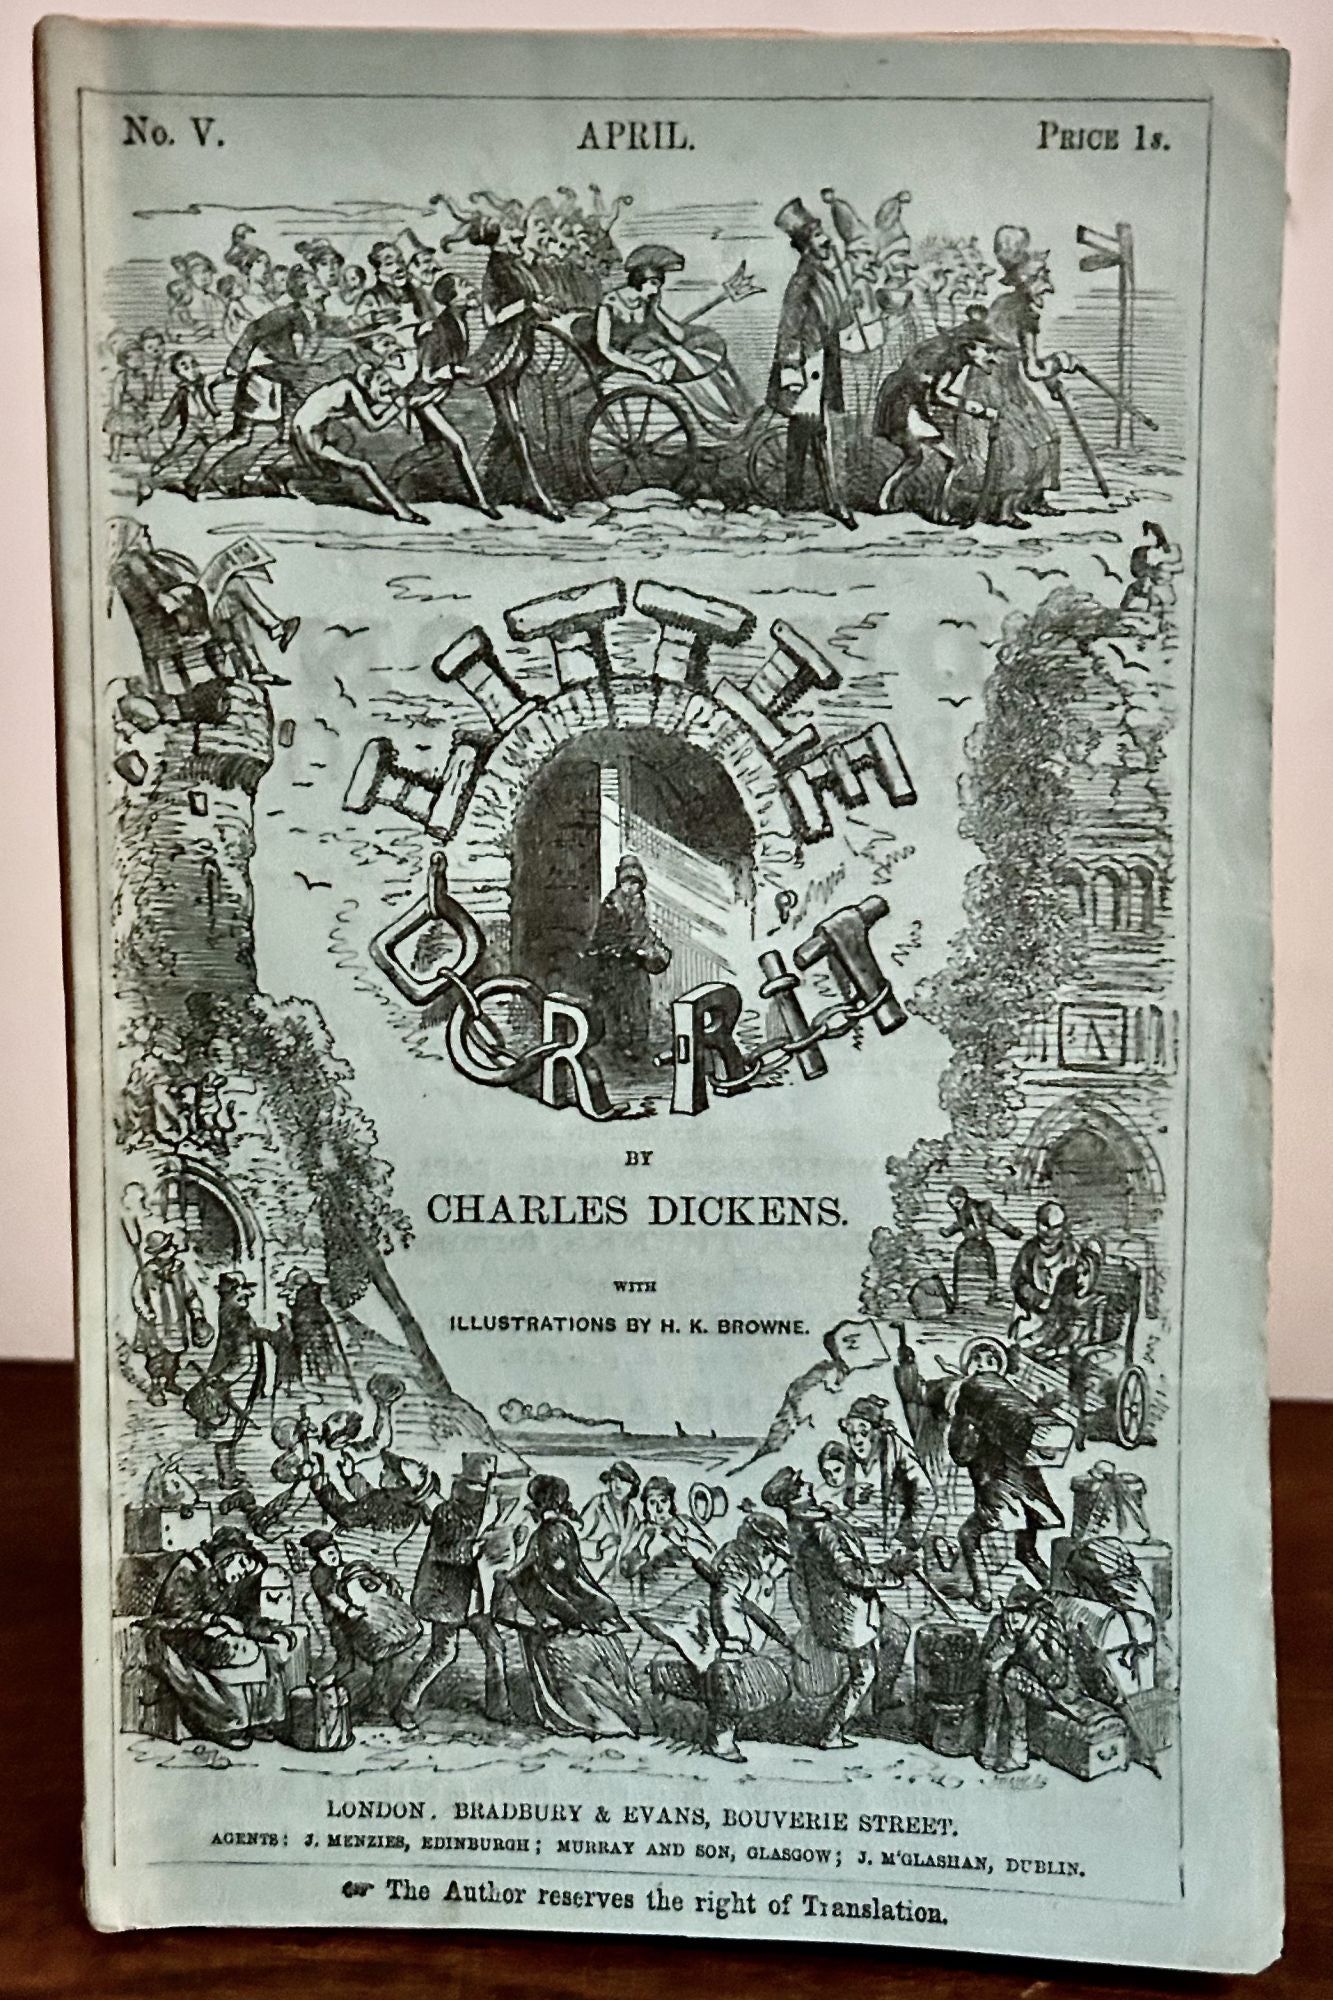 No. V. APRIL. PRICE 1s.
LITTLE
DORRIT
BY
CHARLES DICKENS.
WITH
ILLUSTRATIONS BY H. K. BROWNE.
LONDON. BRADBURY & EVANS, BOUVERIE STREET.
AGENTS: J. MENZIES, EDINBURGH; MURRAY AND SON, GLASGOW; J. M'GLASHAN, DUBLIN.
☞ The Author reserves the right of Translation.